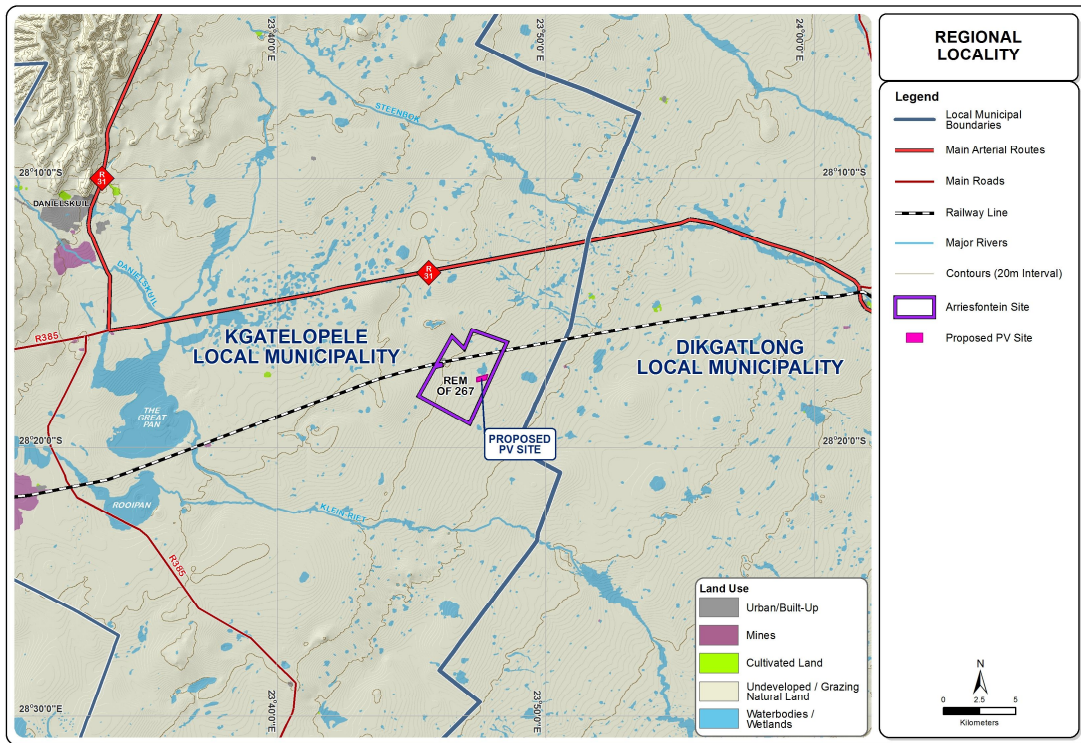 REGIONAL
LOCALITY
Legend
Local Municipal
Boundaries
Main Arterial Routes
Main Roads
Railway Line
Major Rivers
Contours (20m Interval)
Arriesfontein Site
Proposed PV Site
23°40'0"E
23°50'0"E
24°00'0"E
STEENBOK
28°10'0"S
28°10'0"S
R
31
DANIELSKUIL
DANIELSKUIL
R
31
R385
KGATELOPELE
LOCAL MUNICIPALITY
DIKGATLONG
LOCAL MUNICIPALITY
REM
OF 267
THE
GREAT
PAN
28°20'0"S
28°20'0"S
PROPOSED
PV SITE
ROOIPAN
KLEIN-RIET
R385
Land Use
Urban/Built-Up
Mines
Cultivated Land
Undeveloped / Grazing
Natural Land
Waterbodies /
Wetlands
28°30'0"E
23°40'0"E
23°50'0"E
N
0
2.5
5
Kilometers